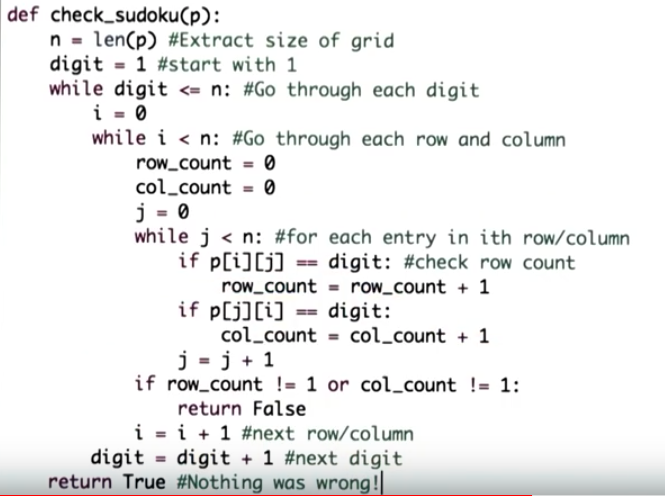 def check_sudoku(p):
    n = len(p) #Extract size of grid
    digit = 1 #start with 1
    while digit <= n: #Go through each digit
        i = 0
        while i < n: #Go through each row and column
            row_count = 0
            col_count = 0
            j = 0
            while j < n: #for each entry in ith row/column
                if p[i][j] == digit: #check row count
                    row_count = row_count + 1
                if p[j][i] == digit:
                    col_count = col_count + 1
                j = j + 1
            if row_count != 1 or col_count != 1:
                return False
            i = i + 1 #next row/column
        digit = digit + 1 #next digit
    return True #Nothing was wrong!